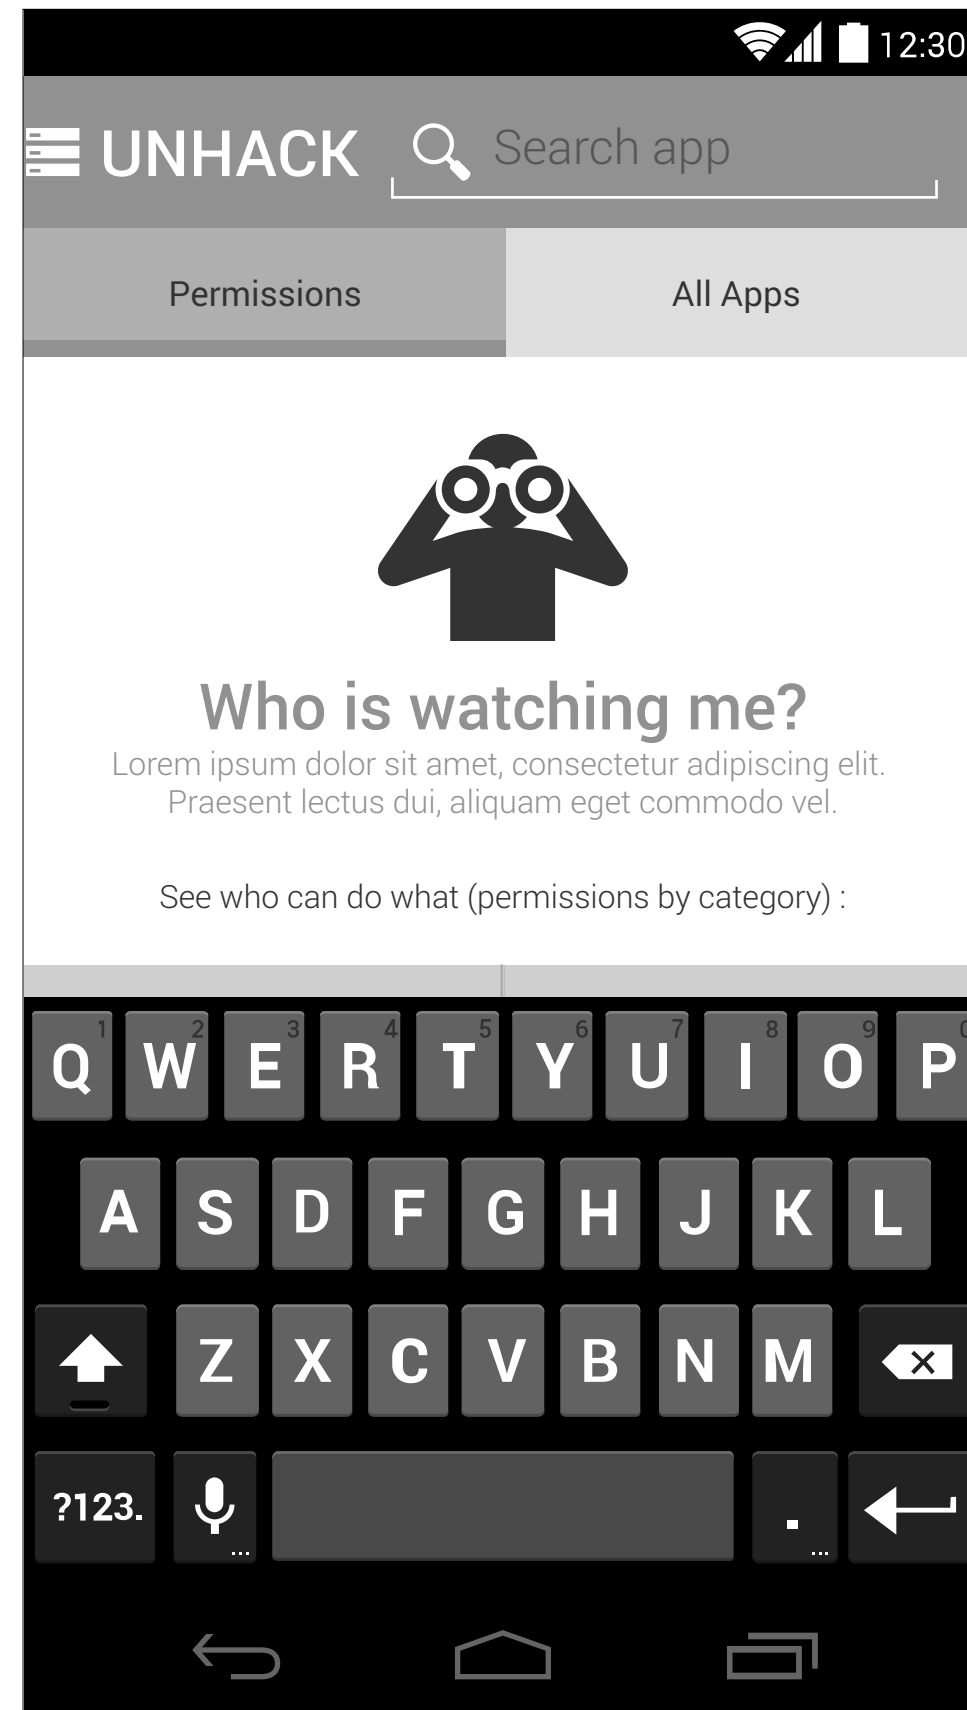 12:30
UNHACK Search app
Permissions All Apps
Who is watching me?
Lorem ipsum dolor sit amet, consectetur adipiscing elit.
Praesent lectus dui, aliquam eget commodo vel.
See who can do what (permissions by category) :
1 2 3 4 5 6 7 8 9 0
Q W E R T Y U I O P
A S D F G H J K L
Z X C V B N M
?123. ... . ...